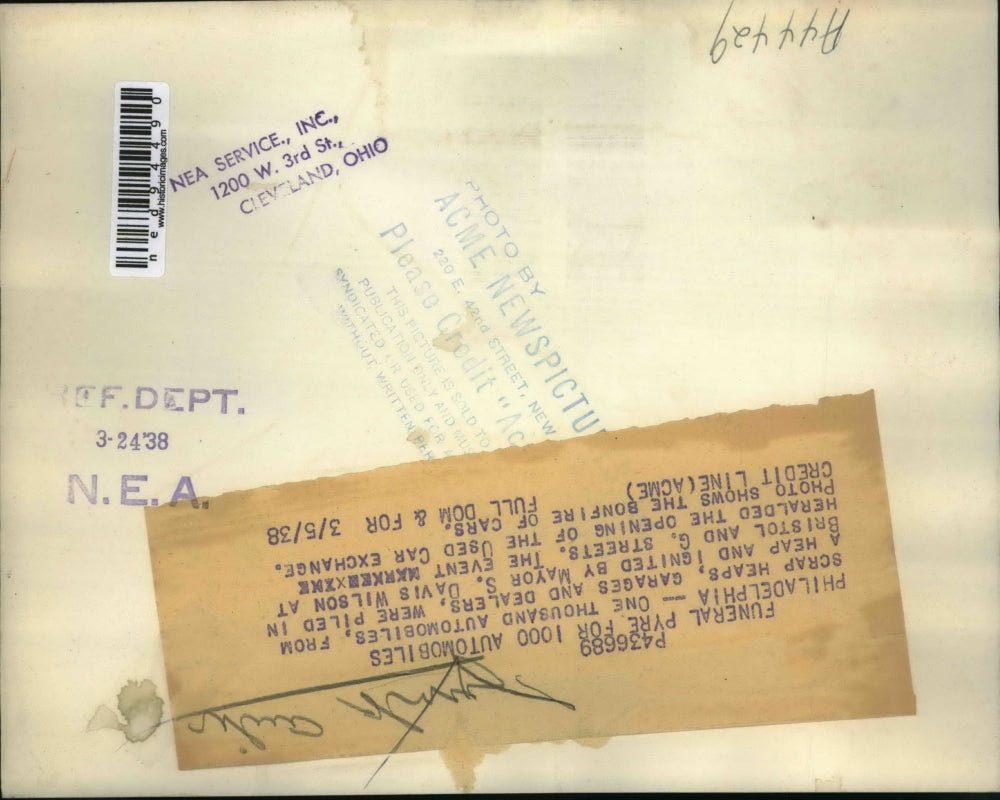 A44429
ned94490
www.historicimages.com
NEA SERVICE., INC.,
1200 W. 3rd St.,
CLEVELAND, OHIO
PHOTO BY
ACME NEWSPICTU
220 E. 42nd STREET, NEW
Please Credit "Ac
THIS PICTURE IS SOLD TO
PUBLICATION ONLY AND MUS
SYNDICATED OR USED FOR A
WITHOUT WRITTEN PER
REF. DEPT.
3-24'38
N.E.A.
P436689
FUNERAL PYRE FOR 1000 AUTOMOBILES
PHILADELPHIA -- ONE THOUSAND AUTOMOBILES, FROM
SCRAP HEAPS, GARAGES AND DEALERS, WERE PILED IN
A HEAP AND IGNITED BY MAYOR S. DAVIS WILSON AT
BRISTOL AND G. STREETS. THE EVENT
HERALDED THE OPENING OF THE USED CAR EXCHANGE.
PHOTO SHOWS THE BONFIRE OF CARS.
CREDIT LINE(ACME) FULL DOM & FOR 3/5/38